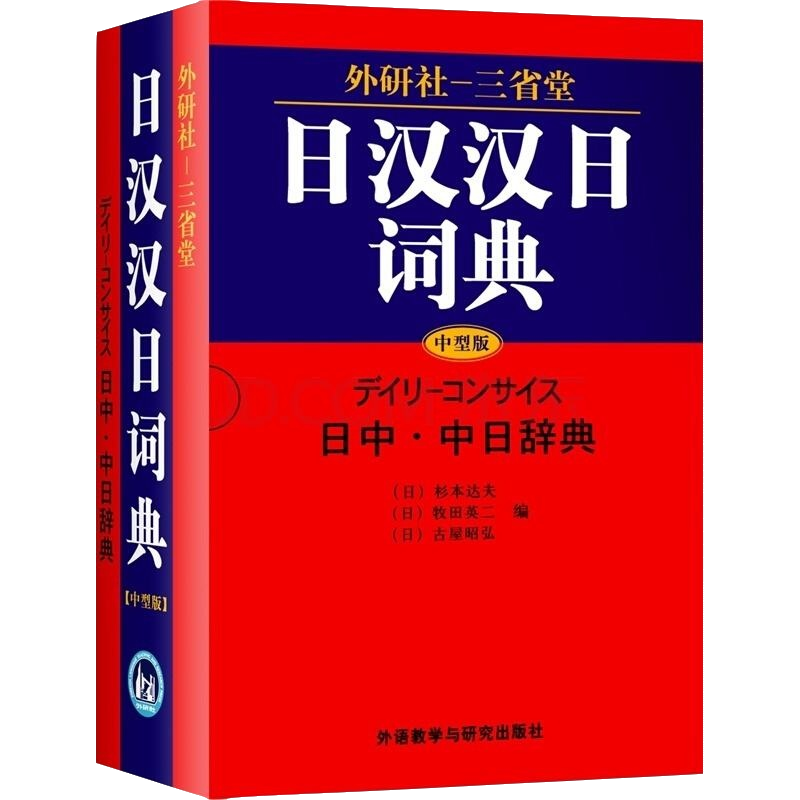 外研社－三省堂
日汉汉日
词典
中型版
デイリーコンサイス
日中・中日辞典
（日）杉本达夫
（日）牧田英二 编
（日）古屋昭弘
外语教学与研究出版社
外研社－三省堂
日汉汉日词典
【中型版】
外研社
デイリーコンサイス 日中・中日辞典